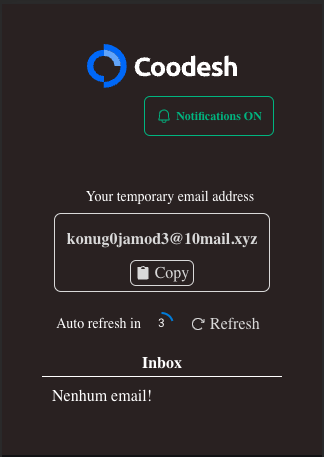 Coodesh
Notifications ON
Your temporary email address
konug0jamod3@10mail.xyz
Copy
Auto refresh in 3 Refresh
Inbox
Nenhum email!